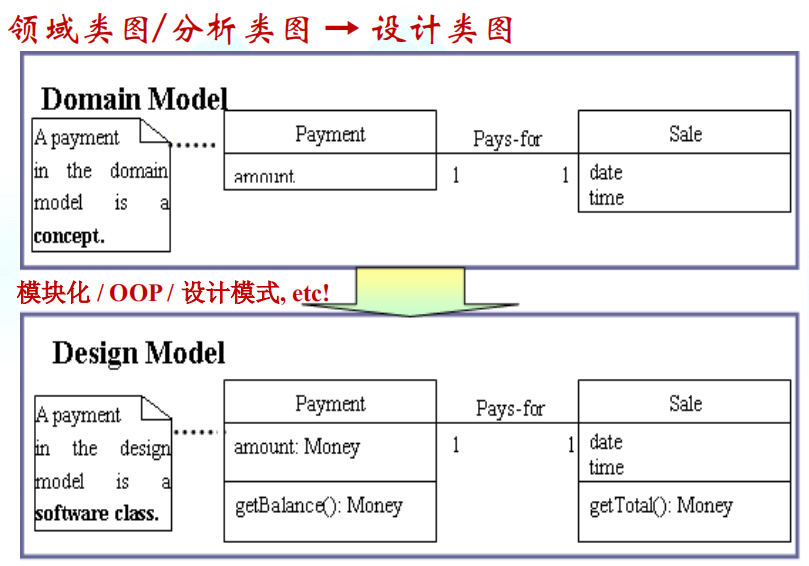 领域类图/分析类图 → 设计类图
Domain Model
A payment
in the domain
model is a
concept.
Payment
amount
Pays-for
1 1
Sale
date
time
模块化 / OOP / 设计模式, etc!
Design Model
A payment
in the design
model is a
software class.
Payment
amount: Money
getBalance(): Money
Pays-for
1 1
Sale
date
time
getTotal(): Money